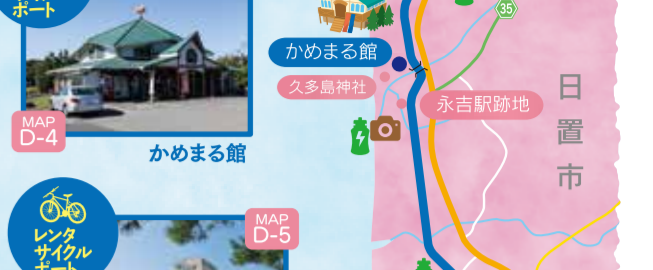 ポート
MAP
D-4
かめまる館
レンタ
サイクル
ポート
MAP
D-5
35
かめまる館
久多島神社
永吉駅跡地
日置市